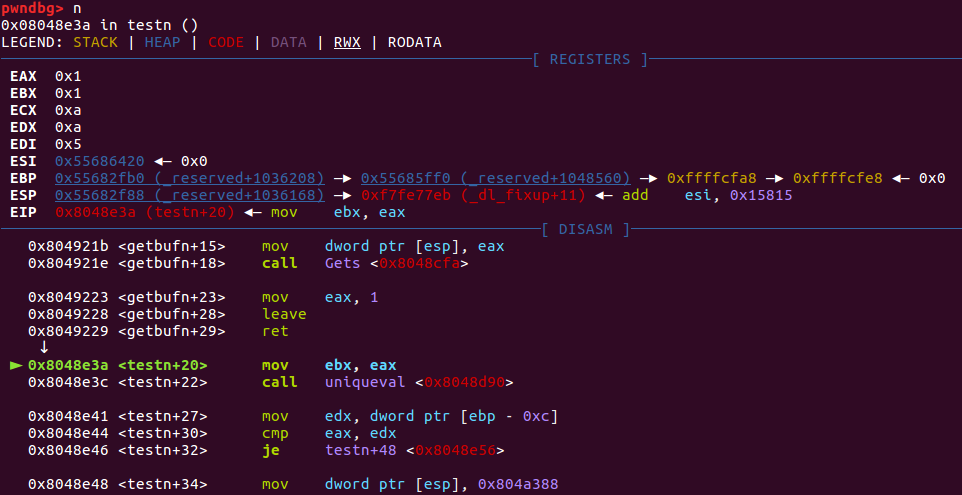 pwndbg> n
0x08048e3a in testn ()
LEGEND: STACK | HEAP | CODE | DATA | RWX | RODATA
[ REGISTERS ]
EAX  0x1
EBX  0x1
ECX  0xa
EDX  0xa
EDI  0x5
ESI  0x55686420 ◂— 0x0
EBP  0x55682fb0 (_reserved+1036208) —▸ 0x55685ff0 (_reserved+1048560) —▸ 0xffffcfa8 —▸ 0xffffcfe8 ◂— 0x0
ESP  0x55682f88 (_reserved+1036168) —▸ 0xf7fe77eb (_dl_fixup+11) ◂— add    esi, 0x15815
EIP  0x8048e3a (testn+20) ◂— mov    ebx, eax
[ DISASM ]
0x804921b <getbufn+15>    mov    dword ptr [esp], eax
0x804921e <getbufn+18>    call   Gets <0x8048cfa>
0x8049223 <getbufn+23>    mov    eax, 1
0x8049228 <getbufn+28>    leave
0x8049229 <getbufn+29>    ret
↓
► 0x8048e3a <testn+20>      mov    ebx, eax
0x8048e3c <testn+22>      call   uniqueval <0x8048d90>
0x8048e41 <testn+27>      mov    edx, dword ptr [ebp - 0xc]
0x8048e44 <testn+30>      cmp    eax, edx
0x8048e46 <testn+32>      je     testn+48 <0x8048e56>
0x8048e48 <testn+34>      mov    dword ptr [esp], 0x804a388